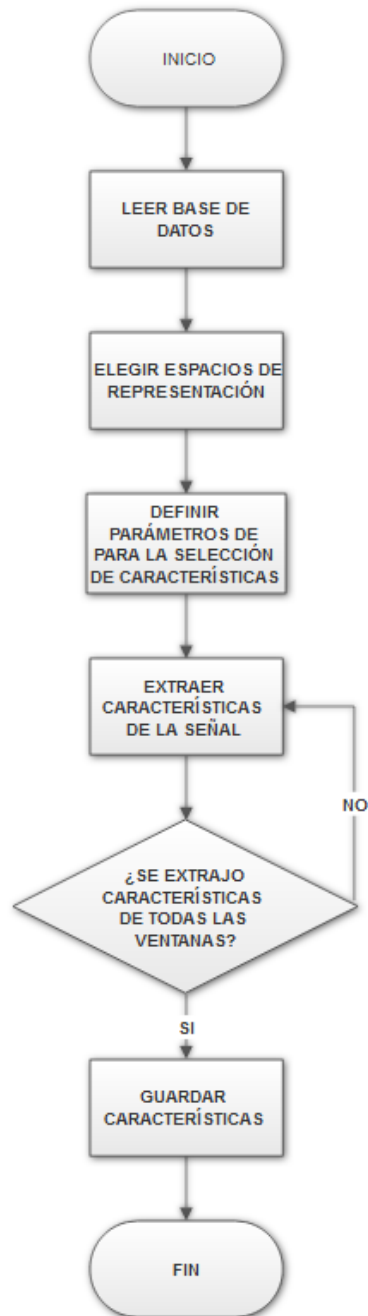 INICIO
LEER BASE DE
DATOS
ELEGIR ESPACIOS DE
REPRESENTACIÓN
DEFINIR
PARÁMETROS DE
PARA LA SELECCIÓN
DE CARACTERÍSTICAS
EXTRAER
CARACTERÍSTICAS
DE LA SEÑAL
NO
¿SE EXTRAJO
CARACTERÍSTICAS
DE TODAS LAS
VENTANAS?
SI
GUARDAR
CARACTERÍSTICAS
FIN